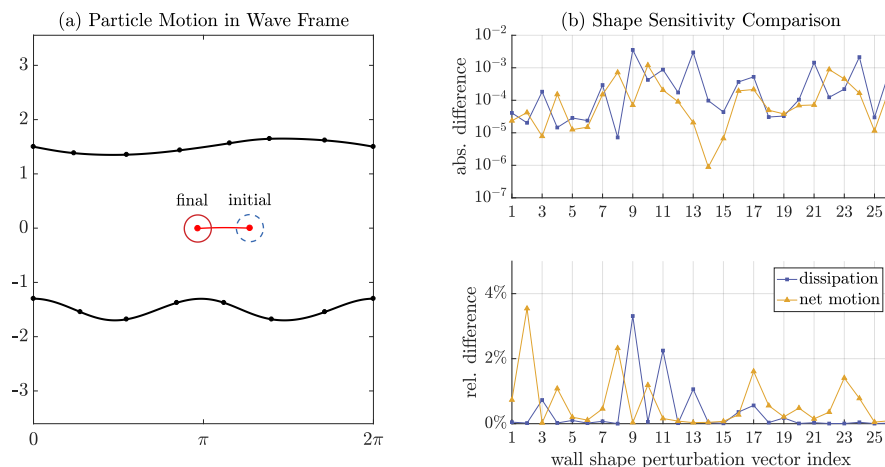 (a) Particle Motion in Wave Frame
3
2
1
0
-1
-2
-3
final
initial
0
π
2π
(b) Shape Sensitivity Comparison
abs. difference
10⁻²
10⁻³
10⁻⁴
10⁻⁵
10⁻⁶
10⁻⁷
1 3 5 7 9 11 13 15 17 19 21 23 25
rel. difference
4%
2%
0%
dissipation
net motion
1 3 5 7 9 11 13 15 17 19 21 23 25
wall shape perturbation vector index